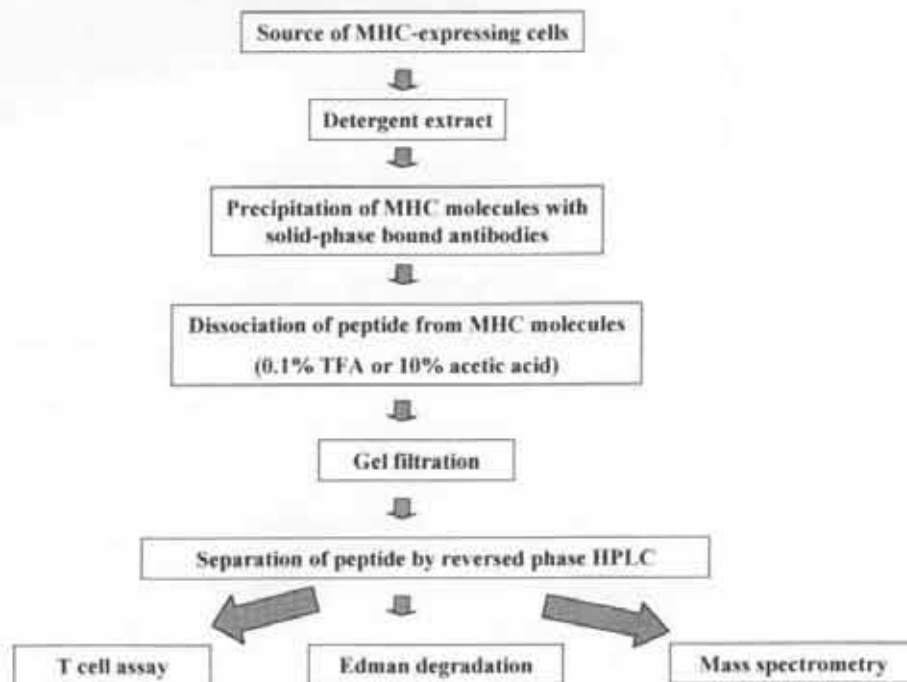 Source of MHC-expressing cells
Detergent extract
Precipitation of MHC molecules with
solid-phase bound antibodies
Dissociation of peptide from MHC molecules
(0.1% TFA or 10% acetic acid)
Gel filtration
Separation of peptide by reversed phase HPLC
T cell assay
Edman degradation
Mass spectrometry